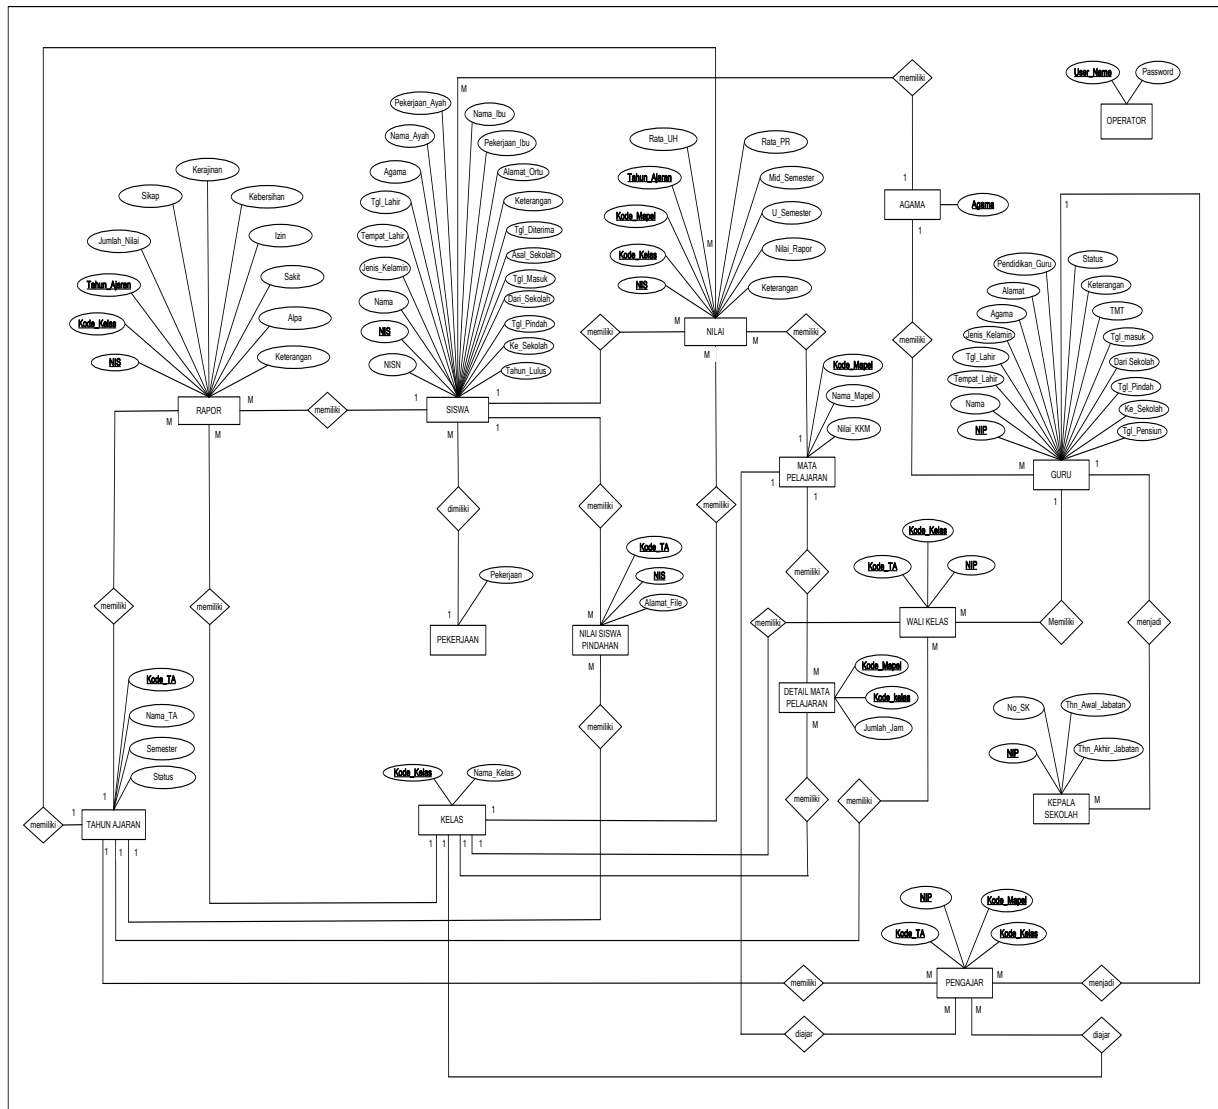 memiliki
User_Name
Password
OPERATOR
M
1
AGAMA
Agama
1
Kerajinan
Sikap
Kebersihan
Jumlah_Nilai
Izin
Tahun_Ajaran
Sakit
Kode_Kelas
Alpa
NIS
Keterangan
RAPOR
M
M
M
memiliki
Pekerjaan_Ayah
Nama_Ibu
Nama_Ayah
Pekerjaan_Ibu
Agama
Alamat_Ortu
Tgl_Lahir
Keterangan
Tempat_Lahir
Tgl_Diterima
Jenis_Kelamin
Asal_Sekolah
Nama
Tgl_Masuk
NIS
Dari_Sekolah
NISN
Tgl_Pindah
Ke_Sekolah
Tahun_Lulus
SISWA
1
1
M
1
Rata_UH
Rata_PR
Tahun_Ajaran
Mid_Semester
Kode_Mapel
U_Semester
Kode_Kelas
Nilai_Rapor
NIS
Keterangan
M
NILAI
M
M
M
memiliki
memiliki
Kode_Mapel
Nama_Mapel
Nilai_KKM
1
MATA
PELAJARAN
1
1
memiliki
1
Pendidikan_Guru
Status
Alamat
Keterangan
Agama
TMT
Jenis_Kelamin
Tgl_masuk
Tgl_Lahir
Dari Sekolah
Tempat_Lahir
Tgl_Pindah
Nama
Ke_Sekolah
NIP
Tgl_Pensiun
GURU
M
1
1
dimiliki
memiliki
memiliki
Kode_Kelas
Kode_TA
NIP
WALI KELAS
M
M
memiliki
Memiliki
menjadi
memiliki
memiliki
memiliki
Pekerjaan
1
PEKERJAAN
Kode_TA
NIS
Alamat_File
M
NILAI SISWA
PINDAHAN
M
memiliki
M
Kode_Mapel
DETAIL MATA
PELAJARAN
Kode_kelas
Jumlah_Jam
M
No_SK
Thn_Awal_Jabatan
NIP
Thn_Akhir_Jabatan
KEPALA
SEKOLAH
M
Kode_TA
Nama_TA
Semester
Status
1
memiliki
1
TAHUN AJARAN
1
1
1
Kode_Kelas
Nama_Kelas
KELAS
1
1
1
1
1
memiliki
memiliki
NIP
Kode_Mapel
Kode_TA
Kode_Kelas
PENGAJAR
M
M
M
M
memiliki
menjadi
diajar
diajar